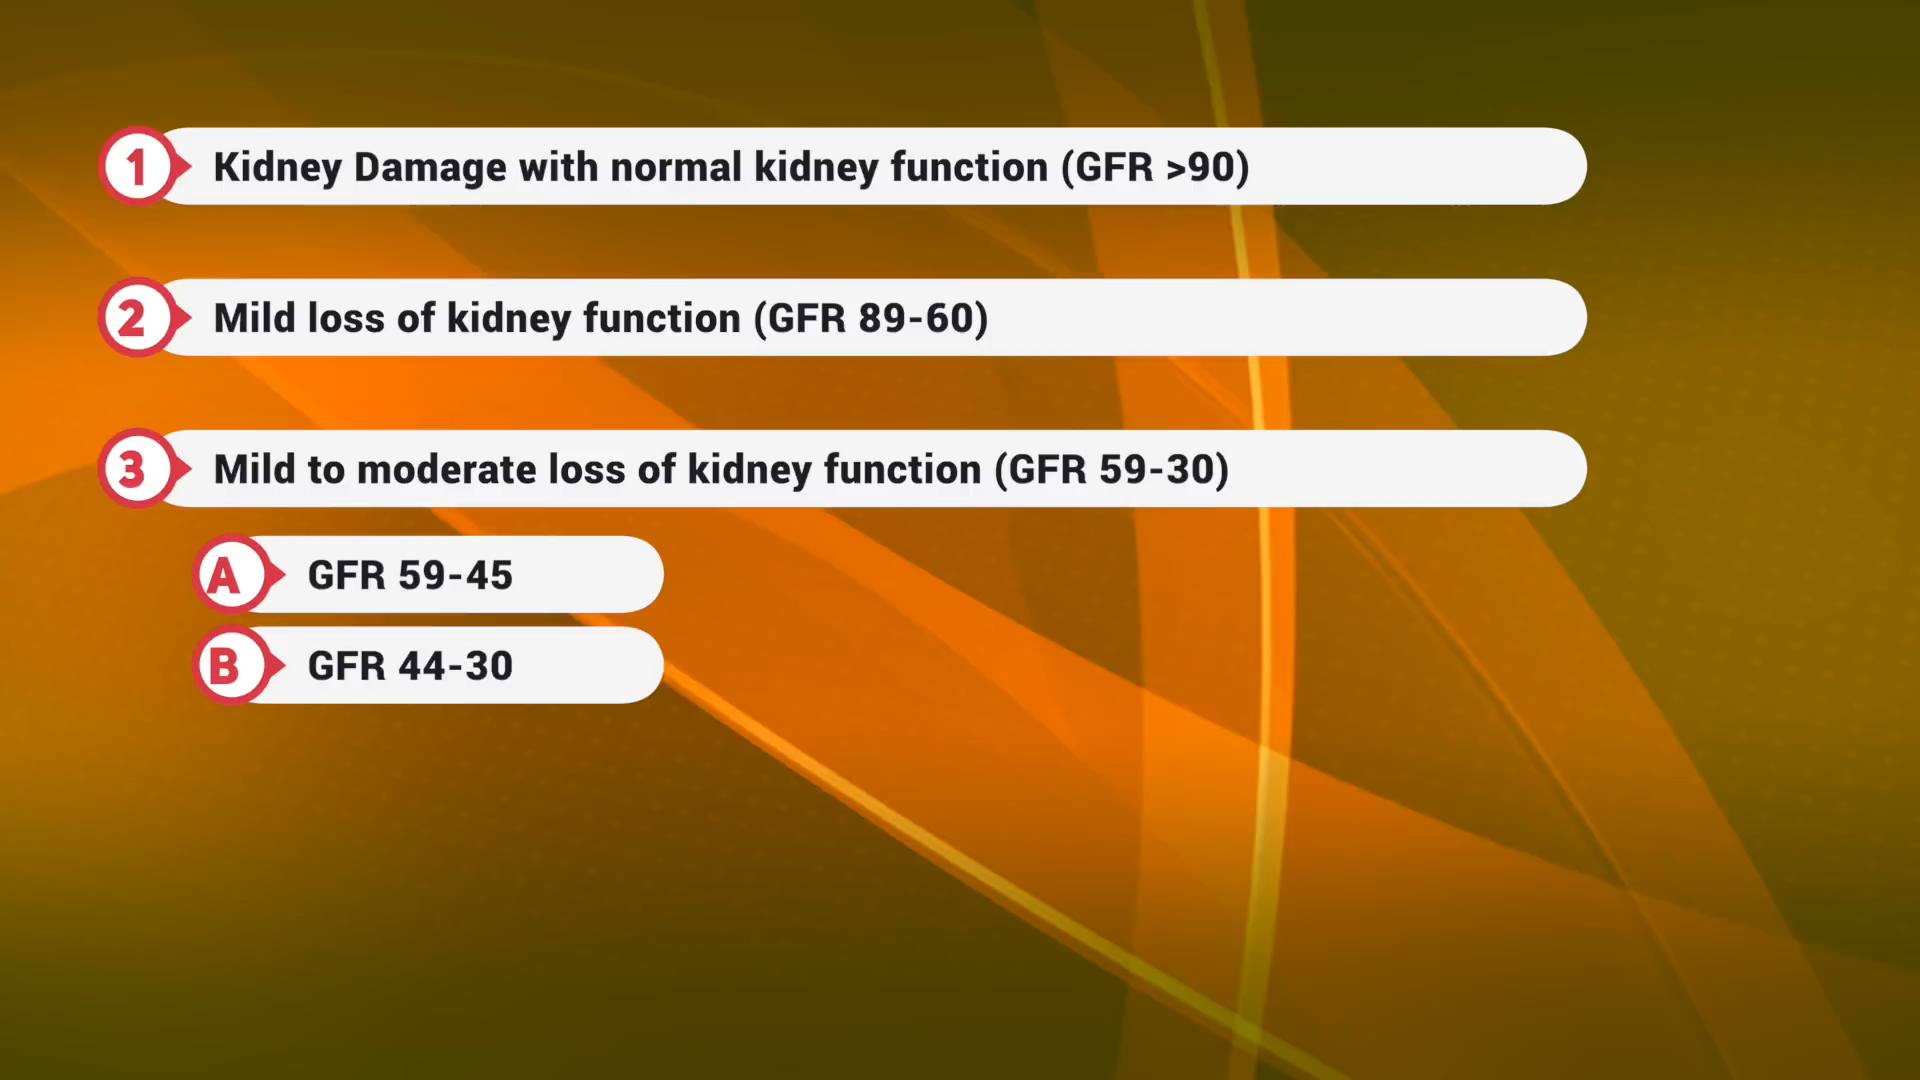 1 Kidney Damage with normal kidney function (GFR >90)
2 Mild loss of kidney function (GFR 89-60)
3 Mild to moderate loss of kidney function (GFR 59-30)
A GFR 59-45
B GFR 44-30